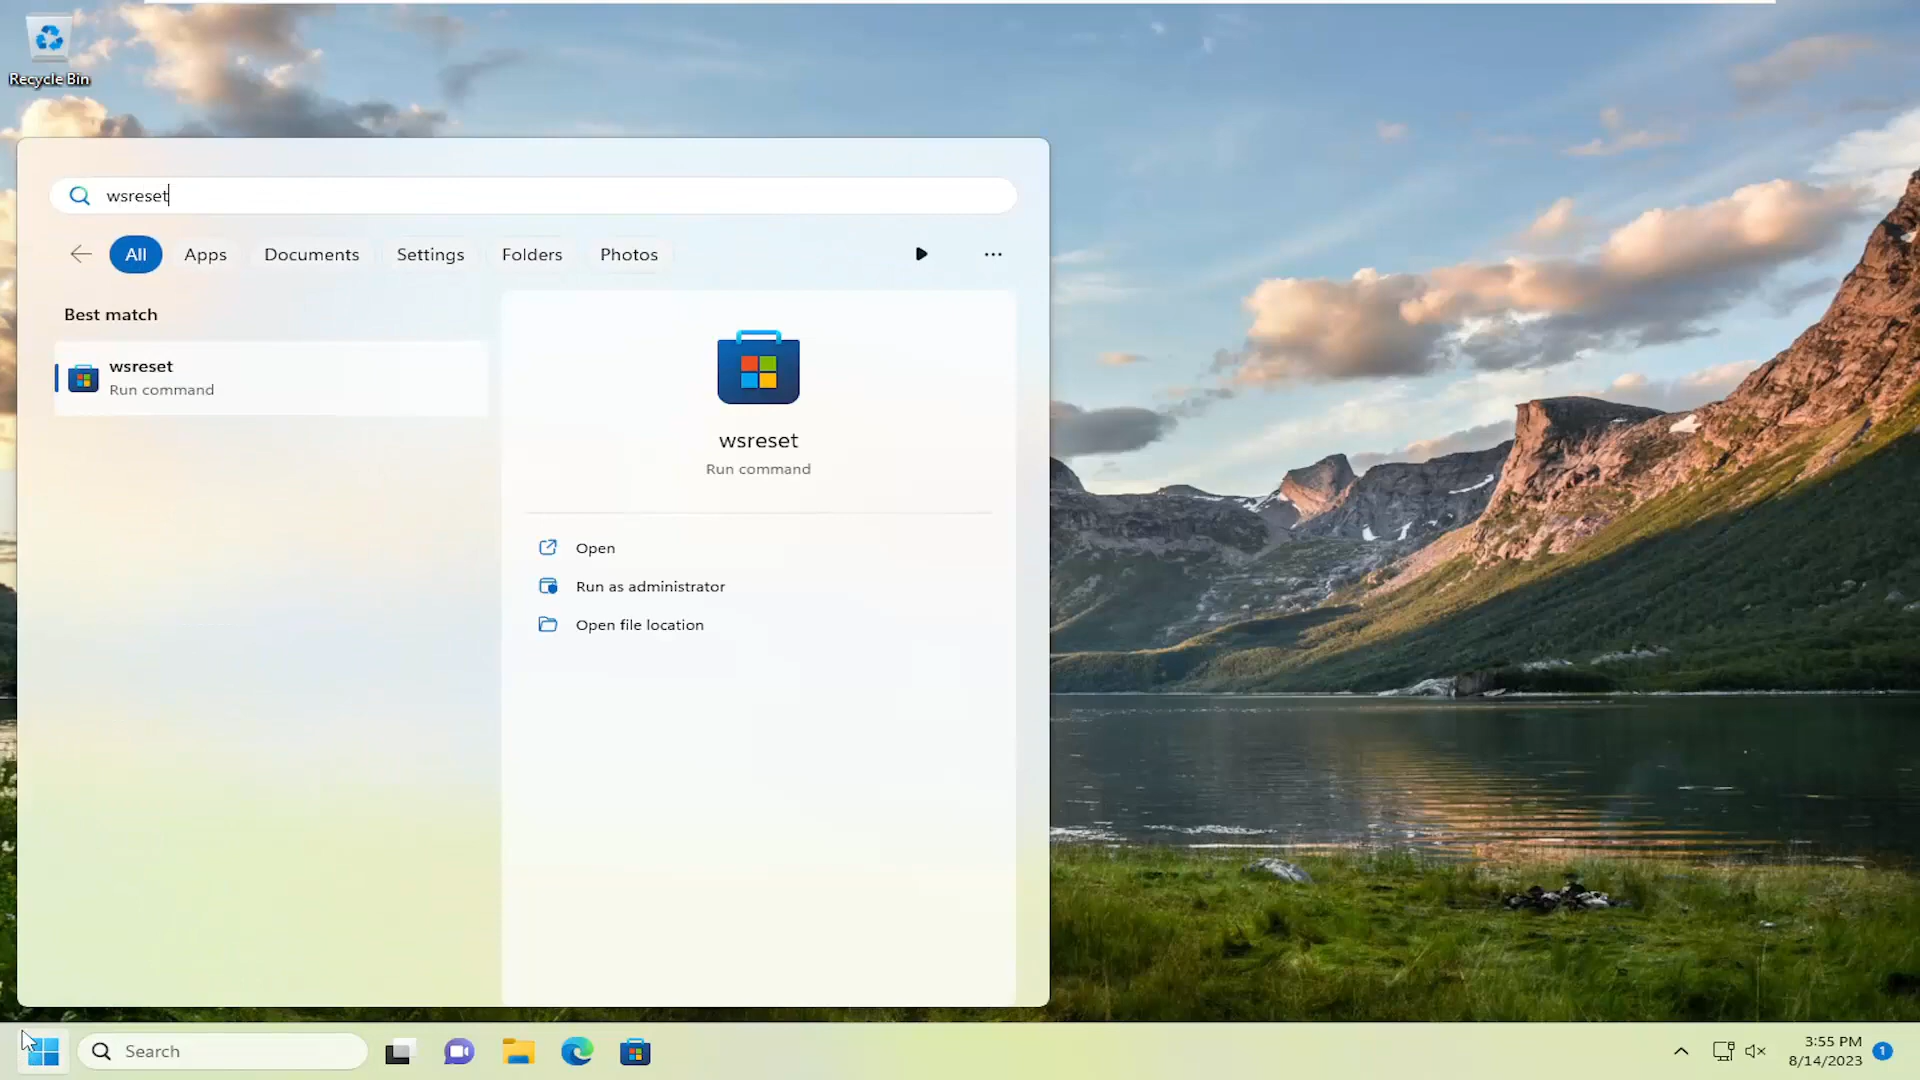 Recycle Bin
wsreset
All Apps Documents Settings Folders Photos
Best match
wsreset
Run command
wsreset
Run command
Open
Run as administrator
Open file location
Search
3:55 PM
8/14/2023
1